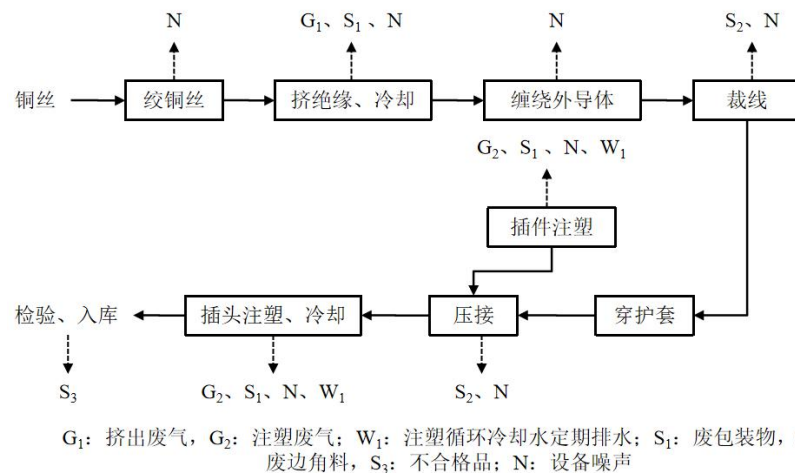 N
G₁、S₁、N
N
S₂、N
铜丝
绞铜丝
挤绝缘、冷却
缠绕外导体
裁线
G₂、S₁、N、W₁
插件注塑
检验、入库
插头注塑、冷却
压接
穿护套
S₃
G₂、S₁、N、W₁
S₂、N
G₁：挤出废气，G₂：注塑废气；W₁：注塑循环冷却水定期排水；S₁：废包装物，
废边角料，S₃：不合格品；N：设备噪声